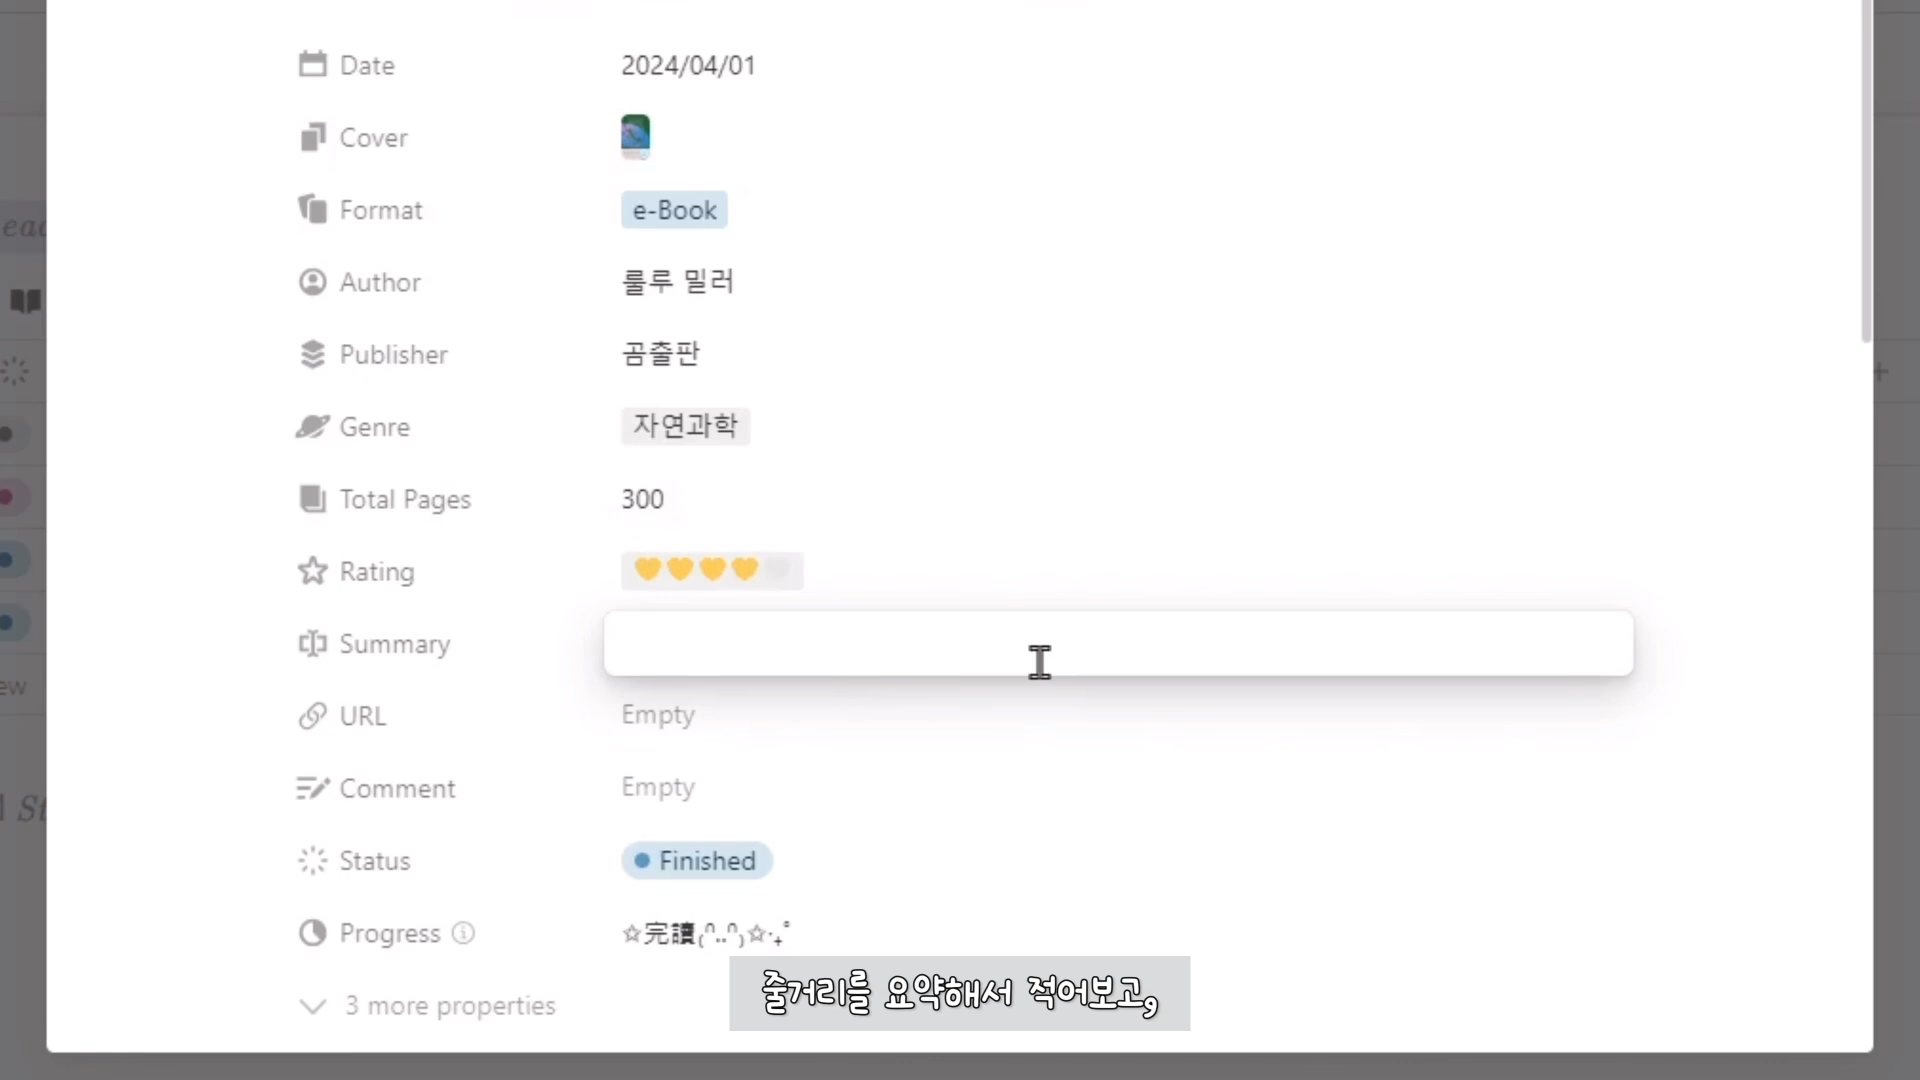 Date 2024/04/01
Cover
Format e-Book
Author 룰루 밀러
Publisher 곰출판
Genre 자연과학
Total Pages 300
Rating 💛💛💛💛🤍
Summary
URL Empty
Comment Empty
Status Finished
Progress ☆完讀₍ᐢ..ᐢ₎☆·₊˚
줄거리를 요약해서 적어보고,
3 more properties